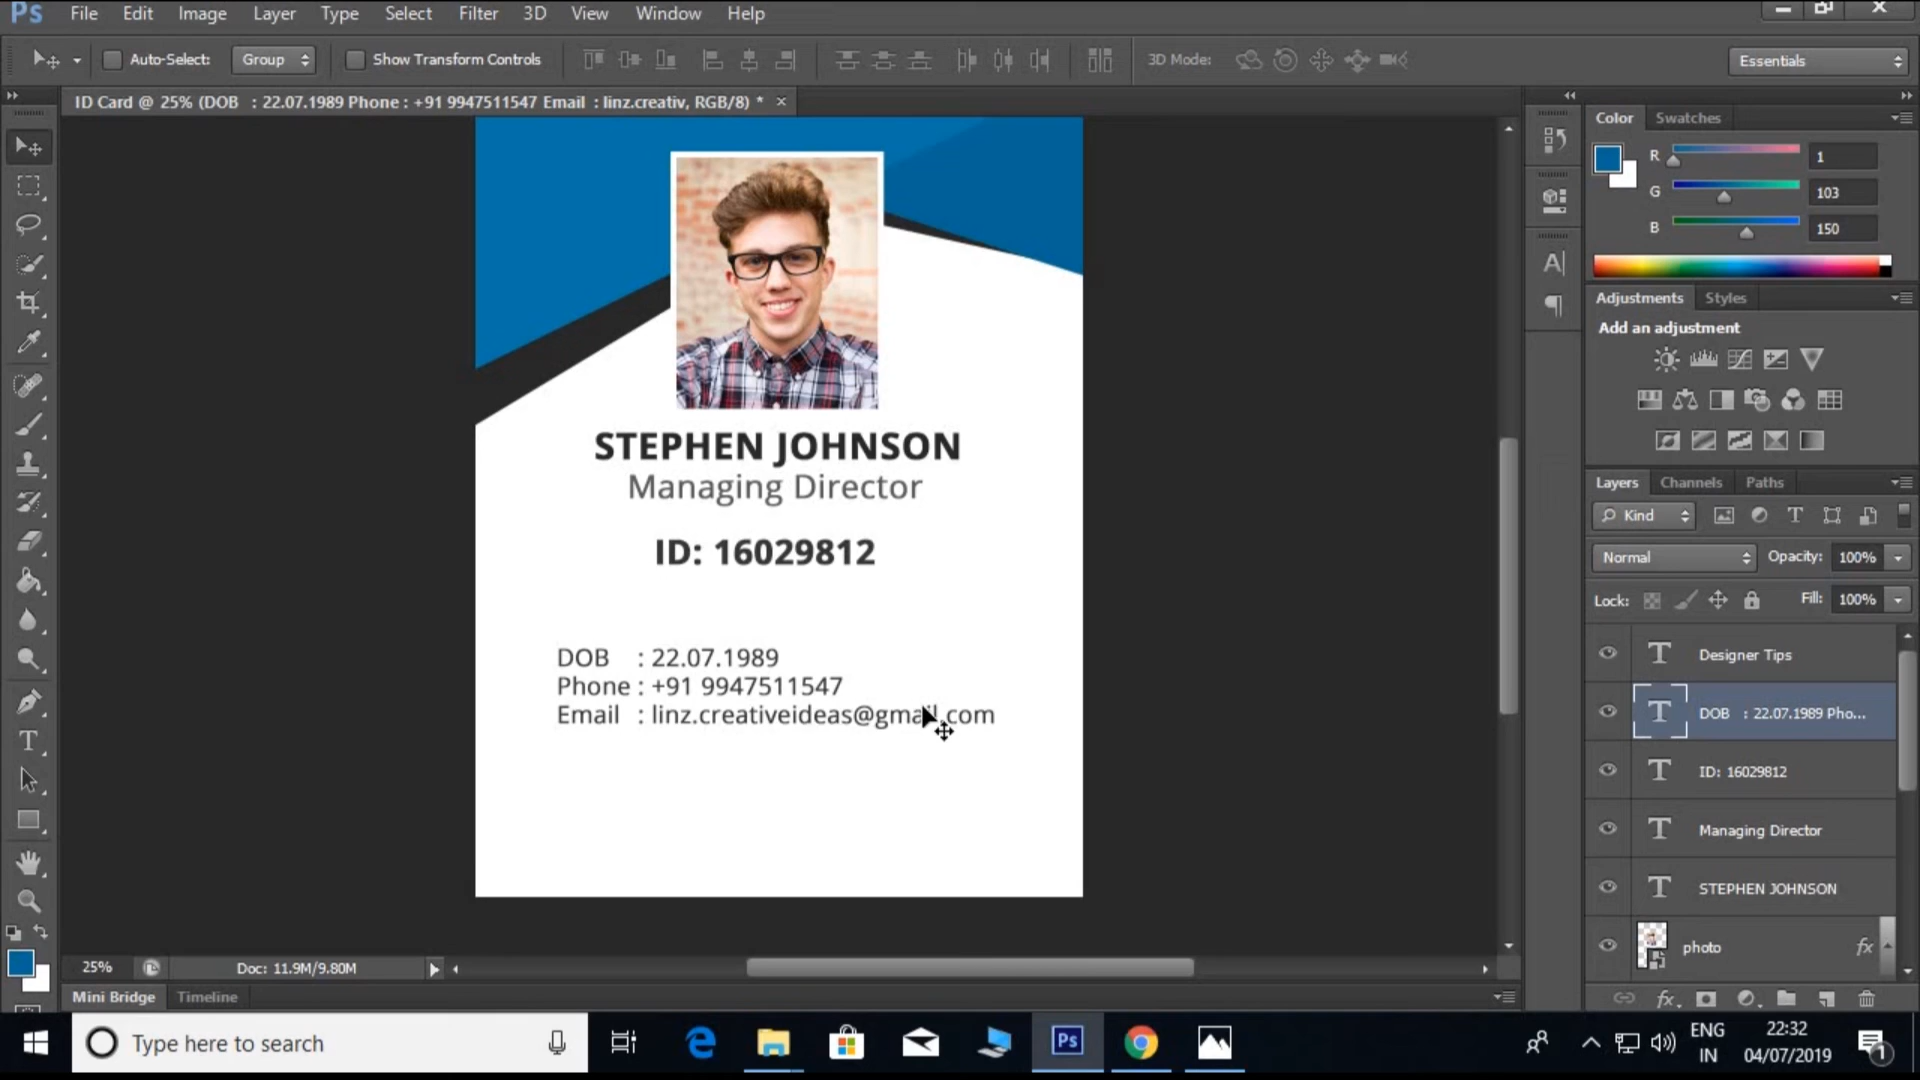 Ps File Edit Image Layer Type Select Filter 3D View Window Help
Auto-Select: Group Show Transform Controls 3D Mode: Essentials
ID Card @ 25% (DOB : 22.07.1989 Phone : +91 9947511547 Email : linz.creativ, RGB/8) *
Color Swatches
R 1
G 103
B 150
Adjustments Styles
Add an adjustment
STEPHEN JOHNSON
Managing Director
ID: 16029812
DOB : 22.07.1989
Phone : +91 9947511547
Email : linz.creativeideas@gmail.com
Layers Channels Paths
Kind
Normal Opacity: 100%
Lock: Fill: 100%
Designer Tips
DOB : 22.07.1989 Pho...
ID: 16029812
Managing Director
STEPHEN JOHNSON
photo fx
25% Doc: 11.9M/9.80M
Mini Bridge Timeline
fx
Type here to search
Ps
ENG
IN
22:32
04/07/2019
1